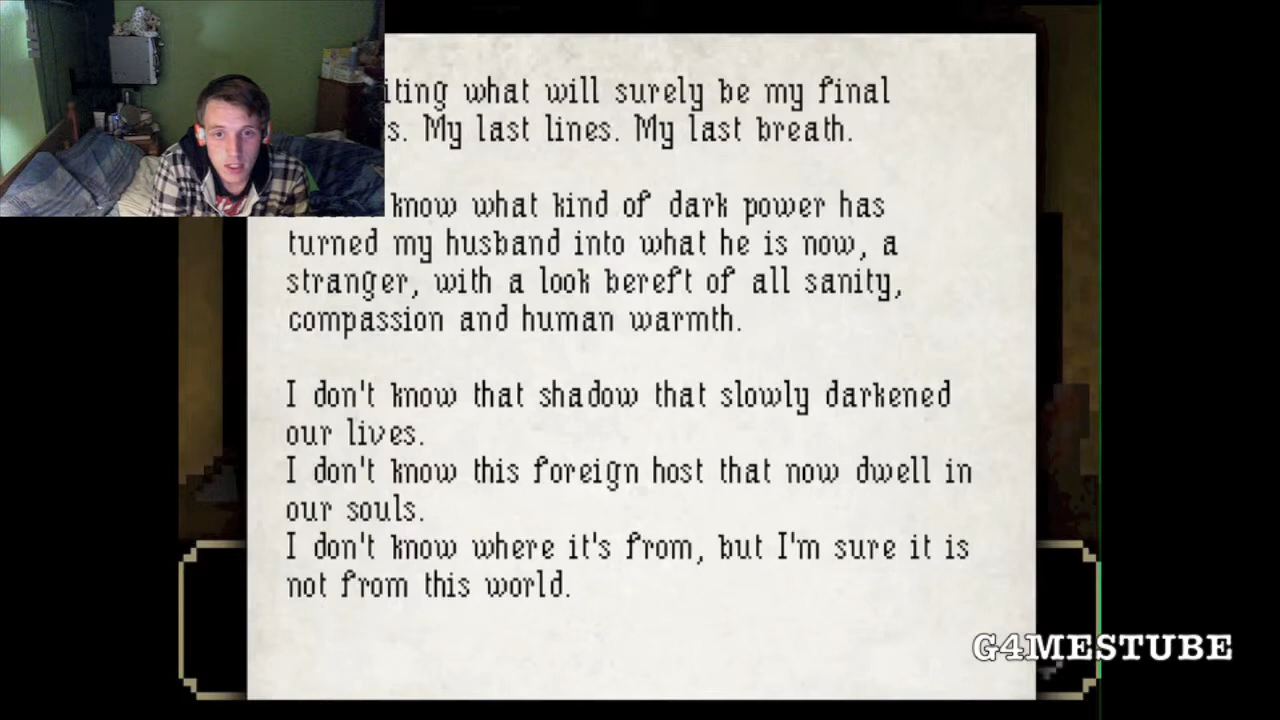 iting what will surely be my final
s. My last lines. My last breath.
know what kind of dark power has
turned my husband into what he is now, a
stranger, with a look bereft of all sanity,
compassion and human warmth.
I don't know that shadow that slowly darkened
our lives.
I don't know this foreign host that now dwell in
our souls.
I don't know where it's from, but I'm sure it is
not from this world.
G4MESTUBE